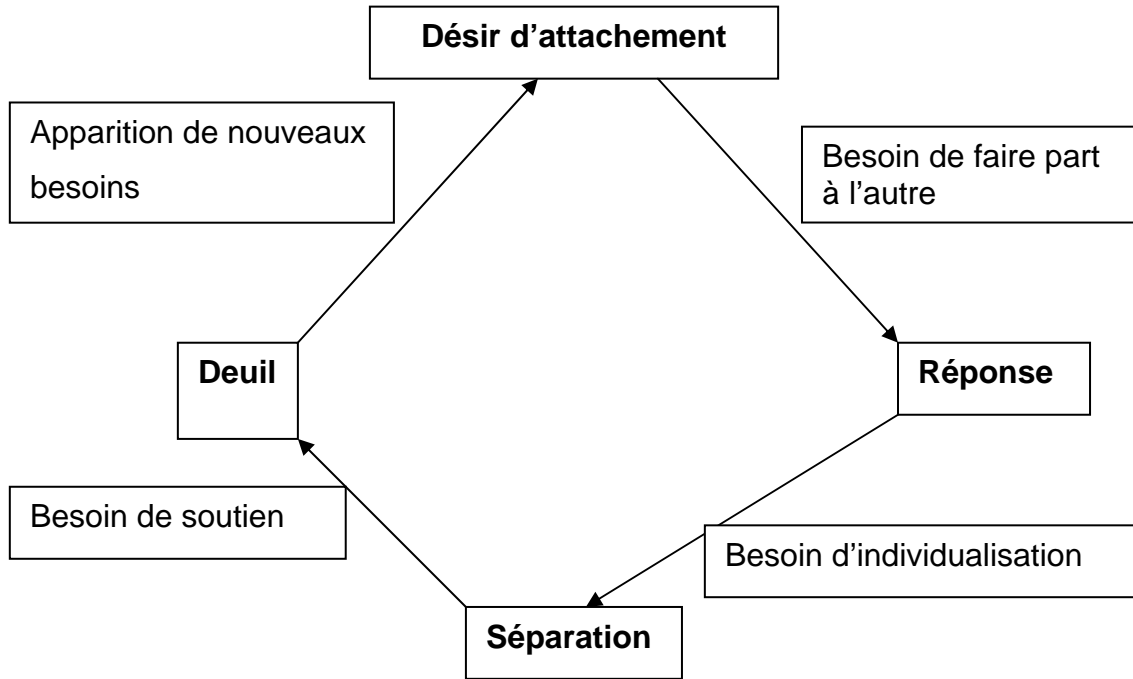 Désir d’attachement
Apparition de nouveaux
besoins
Besoin de faire part
à l’autre
Deuil
Réponse
Besoin de soutien
Besoin d’individualisation
Séparation